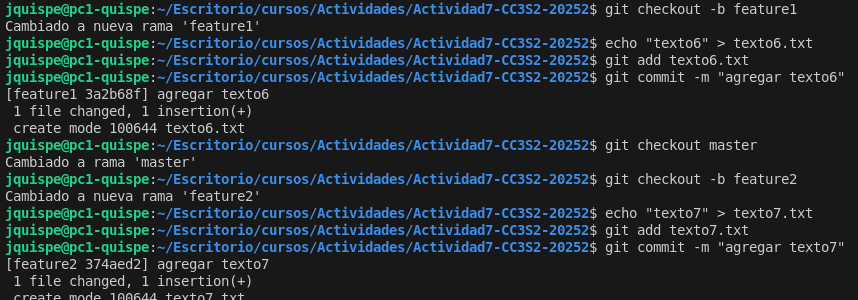 jquispe@pc1-quispe:~/Escritorio/cursos/Actividades/Actividad7-CC3S2-20252$ git checkout -b feature1
Cambiado a nueva rama 'feature1'
jquispe@pc1-quispe:~/Escritorio/cursos/Actividades/Actividad7-CC3S2-20252$ echo "texto6" > texto6.txt
jquispe@pc1-quispe:~/Escritorio/cursos/Actividades/Actividad7-CC3S2-20252$ git add texto6.txt
jquispe@pc1-quispe:~/Escritorio/cursos/Actividades/Actividad7-CC3S2-20252$ git commit -m "agregar texto6"
[feature1 3a2b68f] agregar texto6
 1 file changed, 1 insertion(+)
 create mode 100644 texto6.txt
jquispe@pc1-quispe:~/Escritorio/cursos/Actividades/Actividad7-CC3S2-20252$ git checkout master
Cambiado a rama 'master'
jquispe@pc1-quispe:~/Escritorio/cursos/Actividades/Actividad7-CC3S2-20252$ git checkout -b feature2
Cambiado a nueva rama 'feature2'
jquispe@pc1-quispe:~/Escritorio/cursos/Actividades/Actividad7-CC3S2-20252$ echo "texto7" > texto7.txt
jquispe@pc1-quispe:~/Escritorio/cursos/Actividades/Actividad7-CC3S2-20252$ git add texto7.txt
jquispe@pc1-quispe:~/Escritorio/cursos/Actividades/Actividad7-CC3S2-20252$ git commit -m "agregar texto7"
[feature2 374aed2] agregar texto7
 1 file changed, 1 insertion(+)
 create mode 100644 texto7.txt